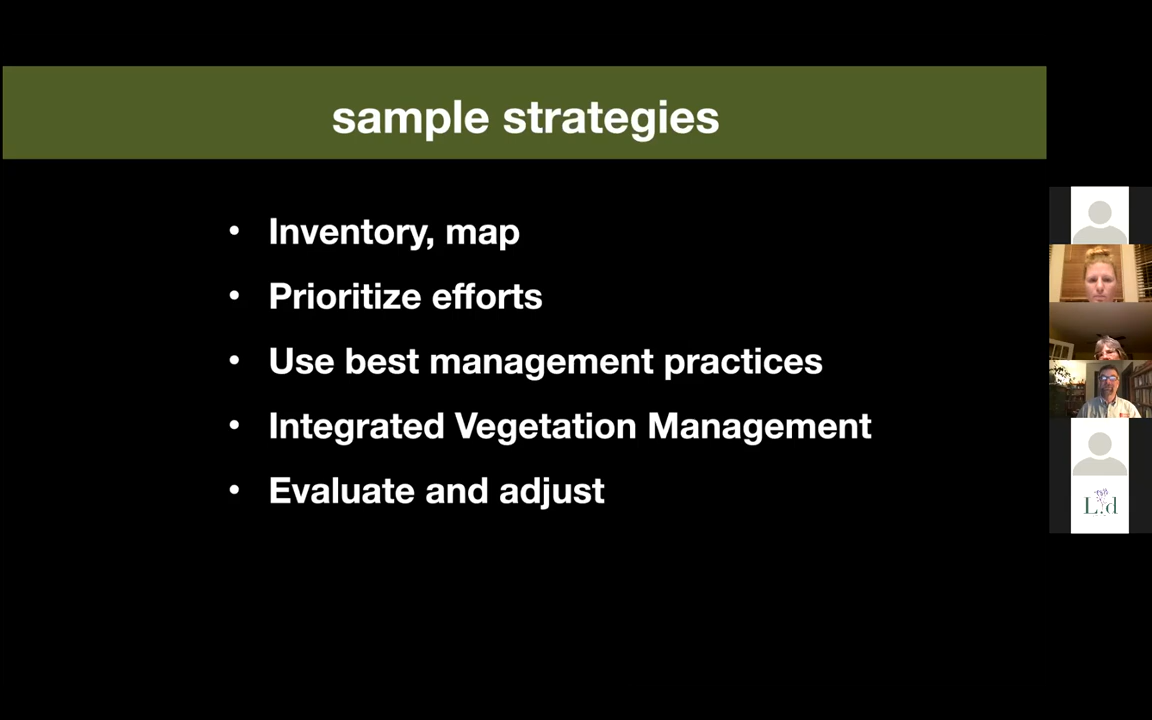 sample strategies
• Inventory, map
• Prioritize efforts
• Use best management practices
• Integrated Vegetation Management
• Evaluate and adjust